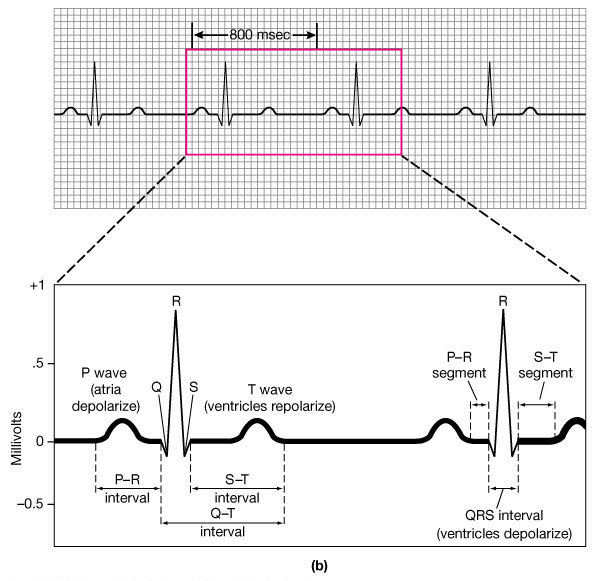 800 msec
+1
R
R
P–R
segment
S–T
segment
.5
P wave
(atria
depolarize)
Q
S
T wave
(ventricles repolarize)
Millivolts
0
P–R
interval
S–T
interval
Q–T
interval
–0.5
QRS interval
(ventricles depolarize)
(b)